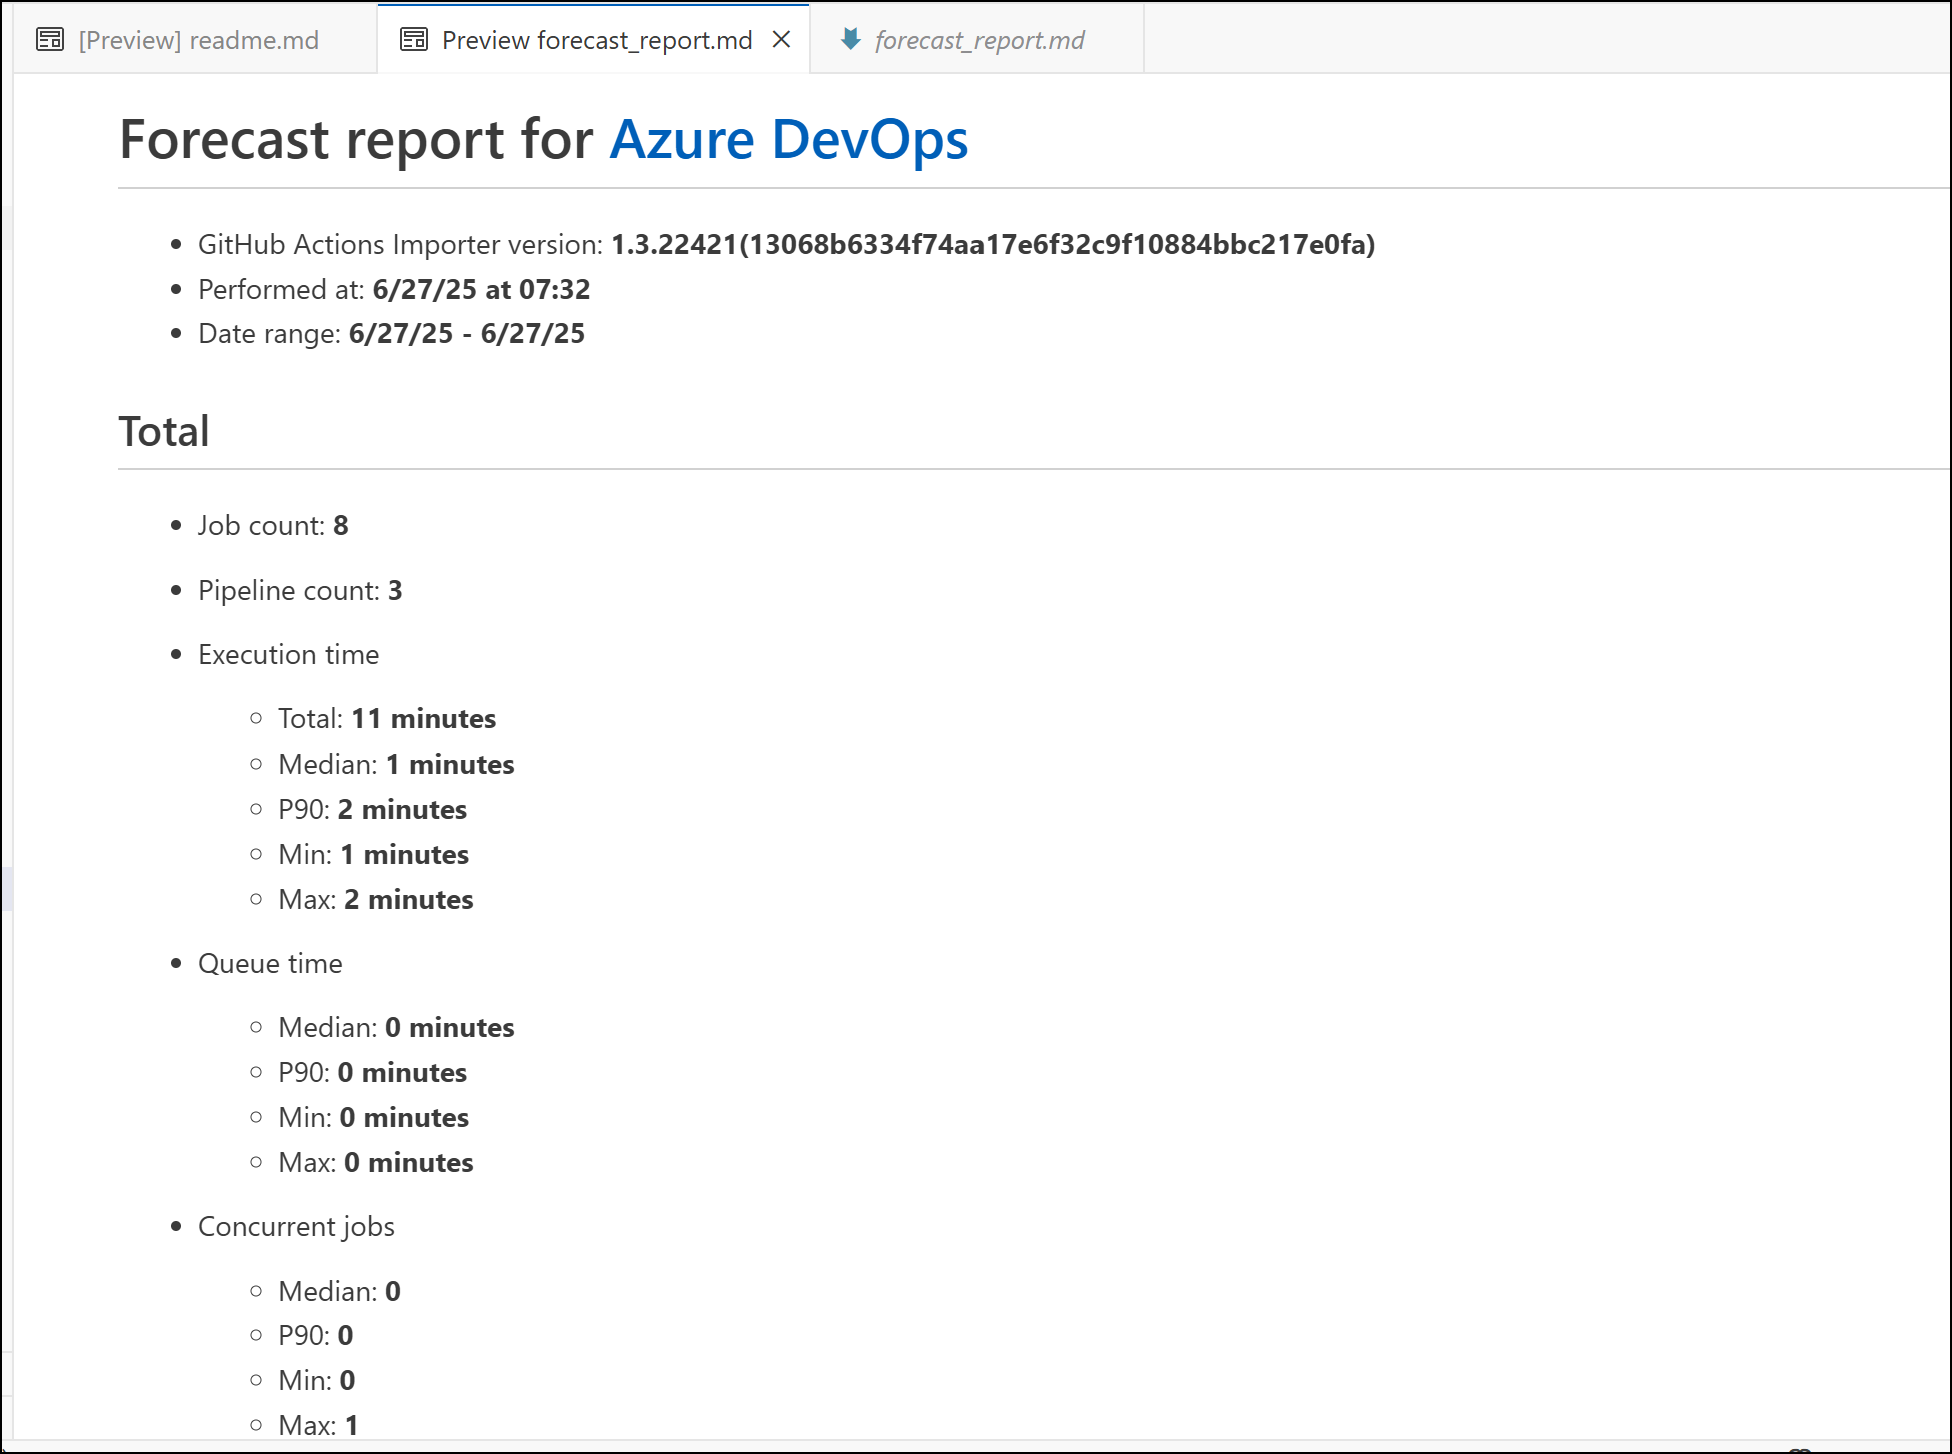 [Preview] readme.md
Preview forecast_report.md
forecast_report.md
Forecast report for Azure DevOps
GitHub Actions Importer version: 1.3.22421(13068b6334f74aa17e6f32c9f10884bbc217e0fa)
Performed at: 6/27/25 at 07:32
Date range: 6/27/25 - 6/27/25
Total
Job count: 8
Pipeline count: 3
Execution time
Total: 11 minutes
Median: 1 minutes
P90: 2 minutes
Min: 1 minutes
Max: 2 minutes
Queue time
Median: 0 minutes
P90: 0 minutes
Min: 0 minutes
Max: 0 minutes
Concurrent jobs
Median: 0
P90: 0
Min: 0
Max: 1